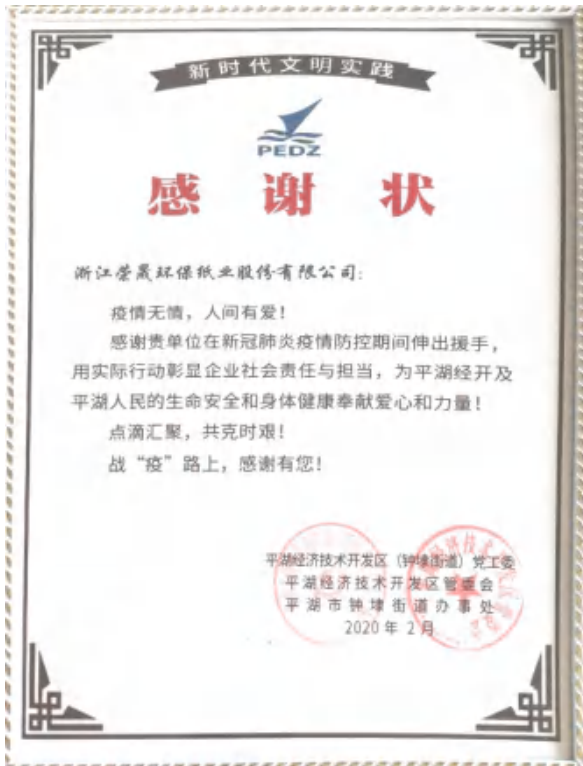 新时代文明实践
PEDZ
感谢状
浙江荣晟环保纸业股份有限公司:
疫情无情，人间有爱！
感谢贵单位在新冠肺炎疫情防控期间伸出援手，
用实际行动彰显企业社会责任与担当，为平湖经开及
平湖人民的生命安全和身体健康奉献爱心和力量！
点滴汇聚，共克时艰！
战“疫”路上，感谢有您！
平湖经济技术开发区（钟埭街道）党工委
平湖经济技术开发区管委会
平湖市钟埭街道办事处
2020年2月